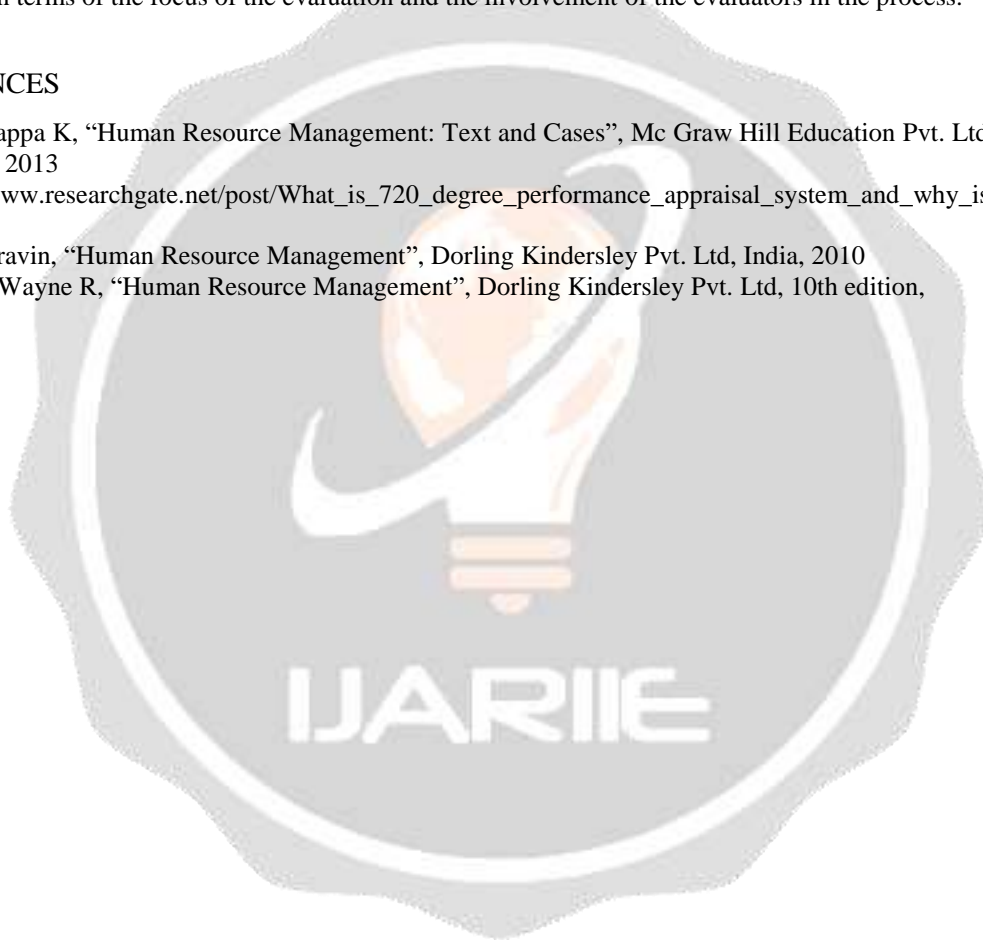 n terms of the focus of the evaluation and the involvement of the evaluators in the process.
NCES
appa K, “Human Resource Management: Text and Cases”, Mc Graw Hill Education Pvt. Ltd
2013
ww.researchgate.net/post/What_is_720_degree_performance_appraisal_system_and_why_is
ravin, “Human Resource Management”, Dorling Kindersley Pvt. Ltd, India, 2010
Wayne R, “Human Resource Management”, Dorling Kindersley Pvt. Ltd, 10th edition,
IJARIIE